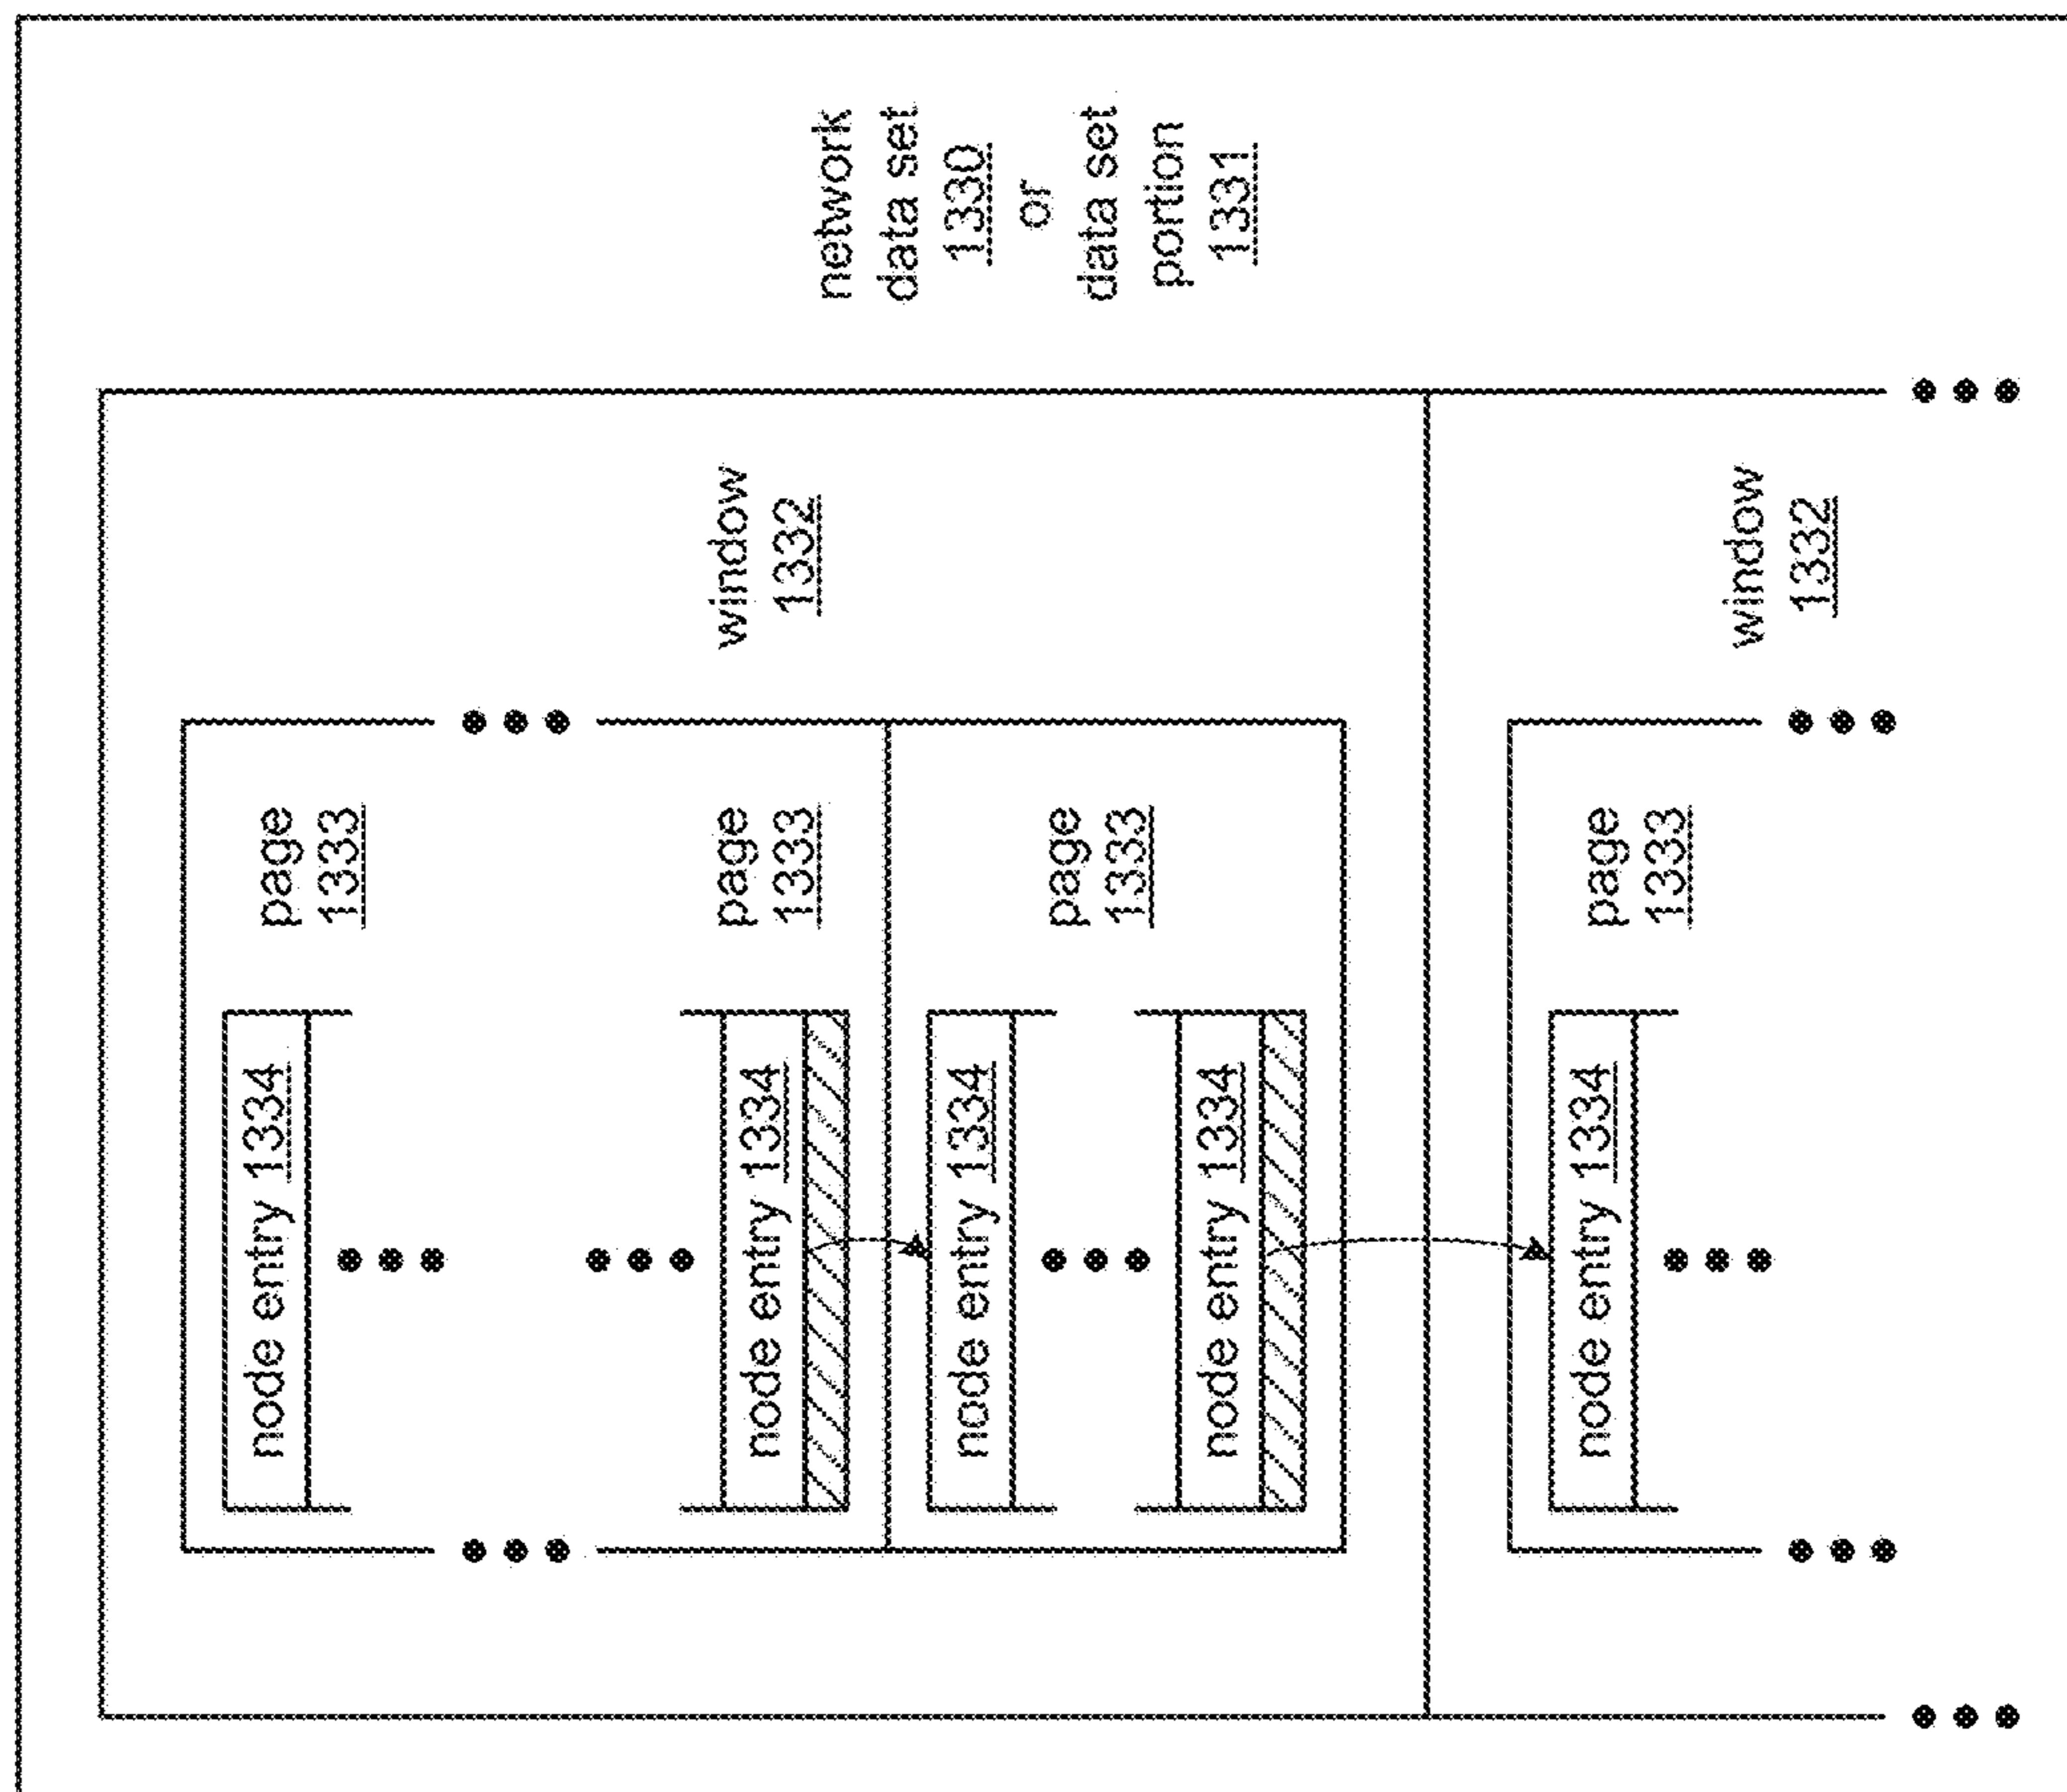 node entry 1334
page
1333
node entry 1334
page
1333
window
1332
network
data set
1330
or
data set
portion
1331
node entry 1334
page
1333
node entry 1334
node entry 1334
page
1333
window
1332